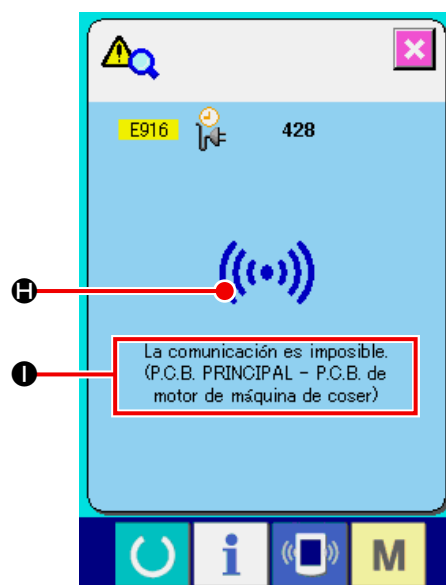 E916 428
H
La comunicación es imposible.
I
(P.C.B. PRINCIPAL - P.C.B. de
motor de máquina de coser)
i M